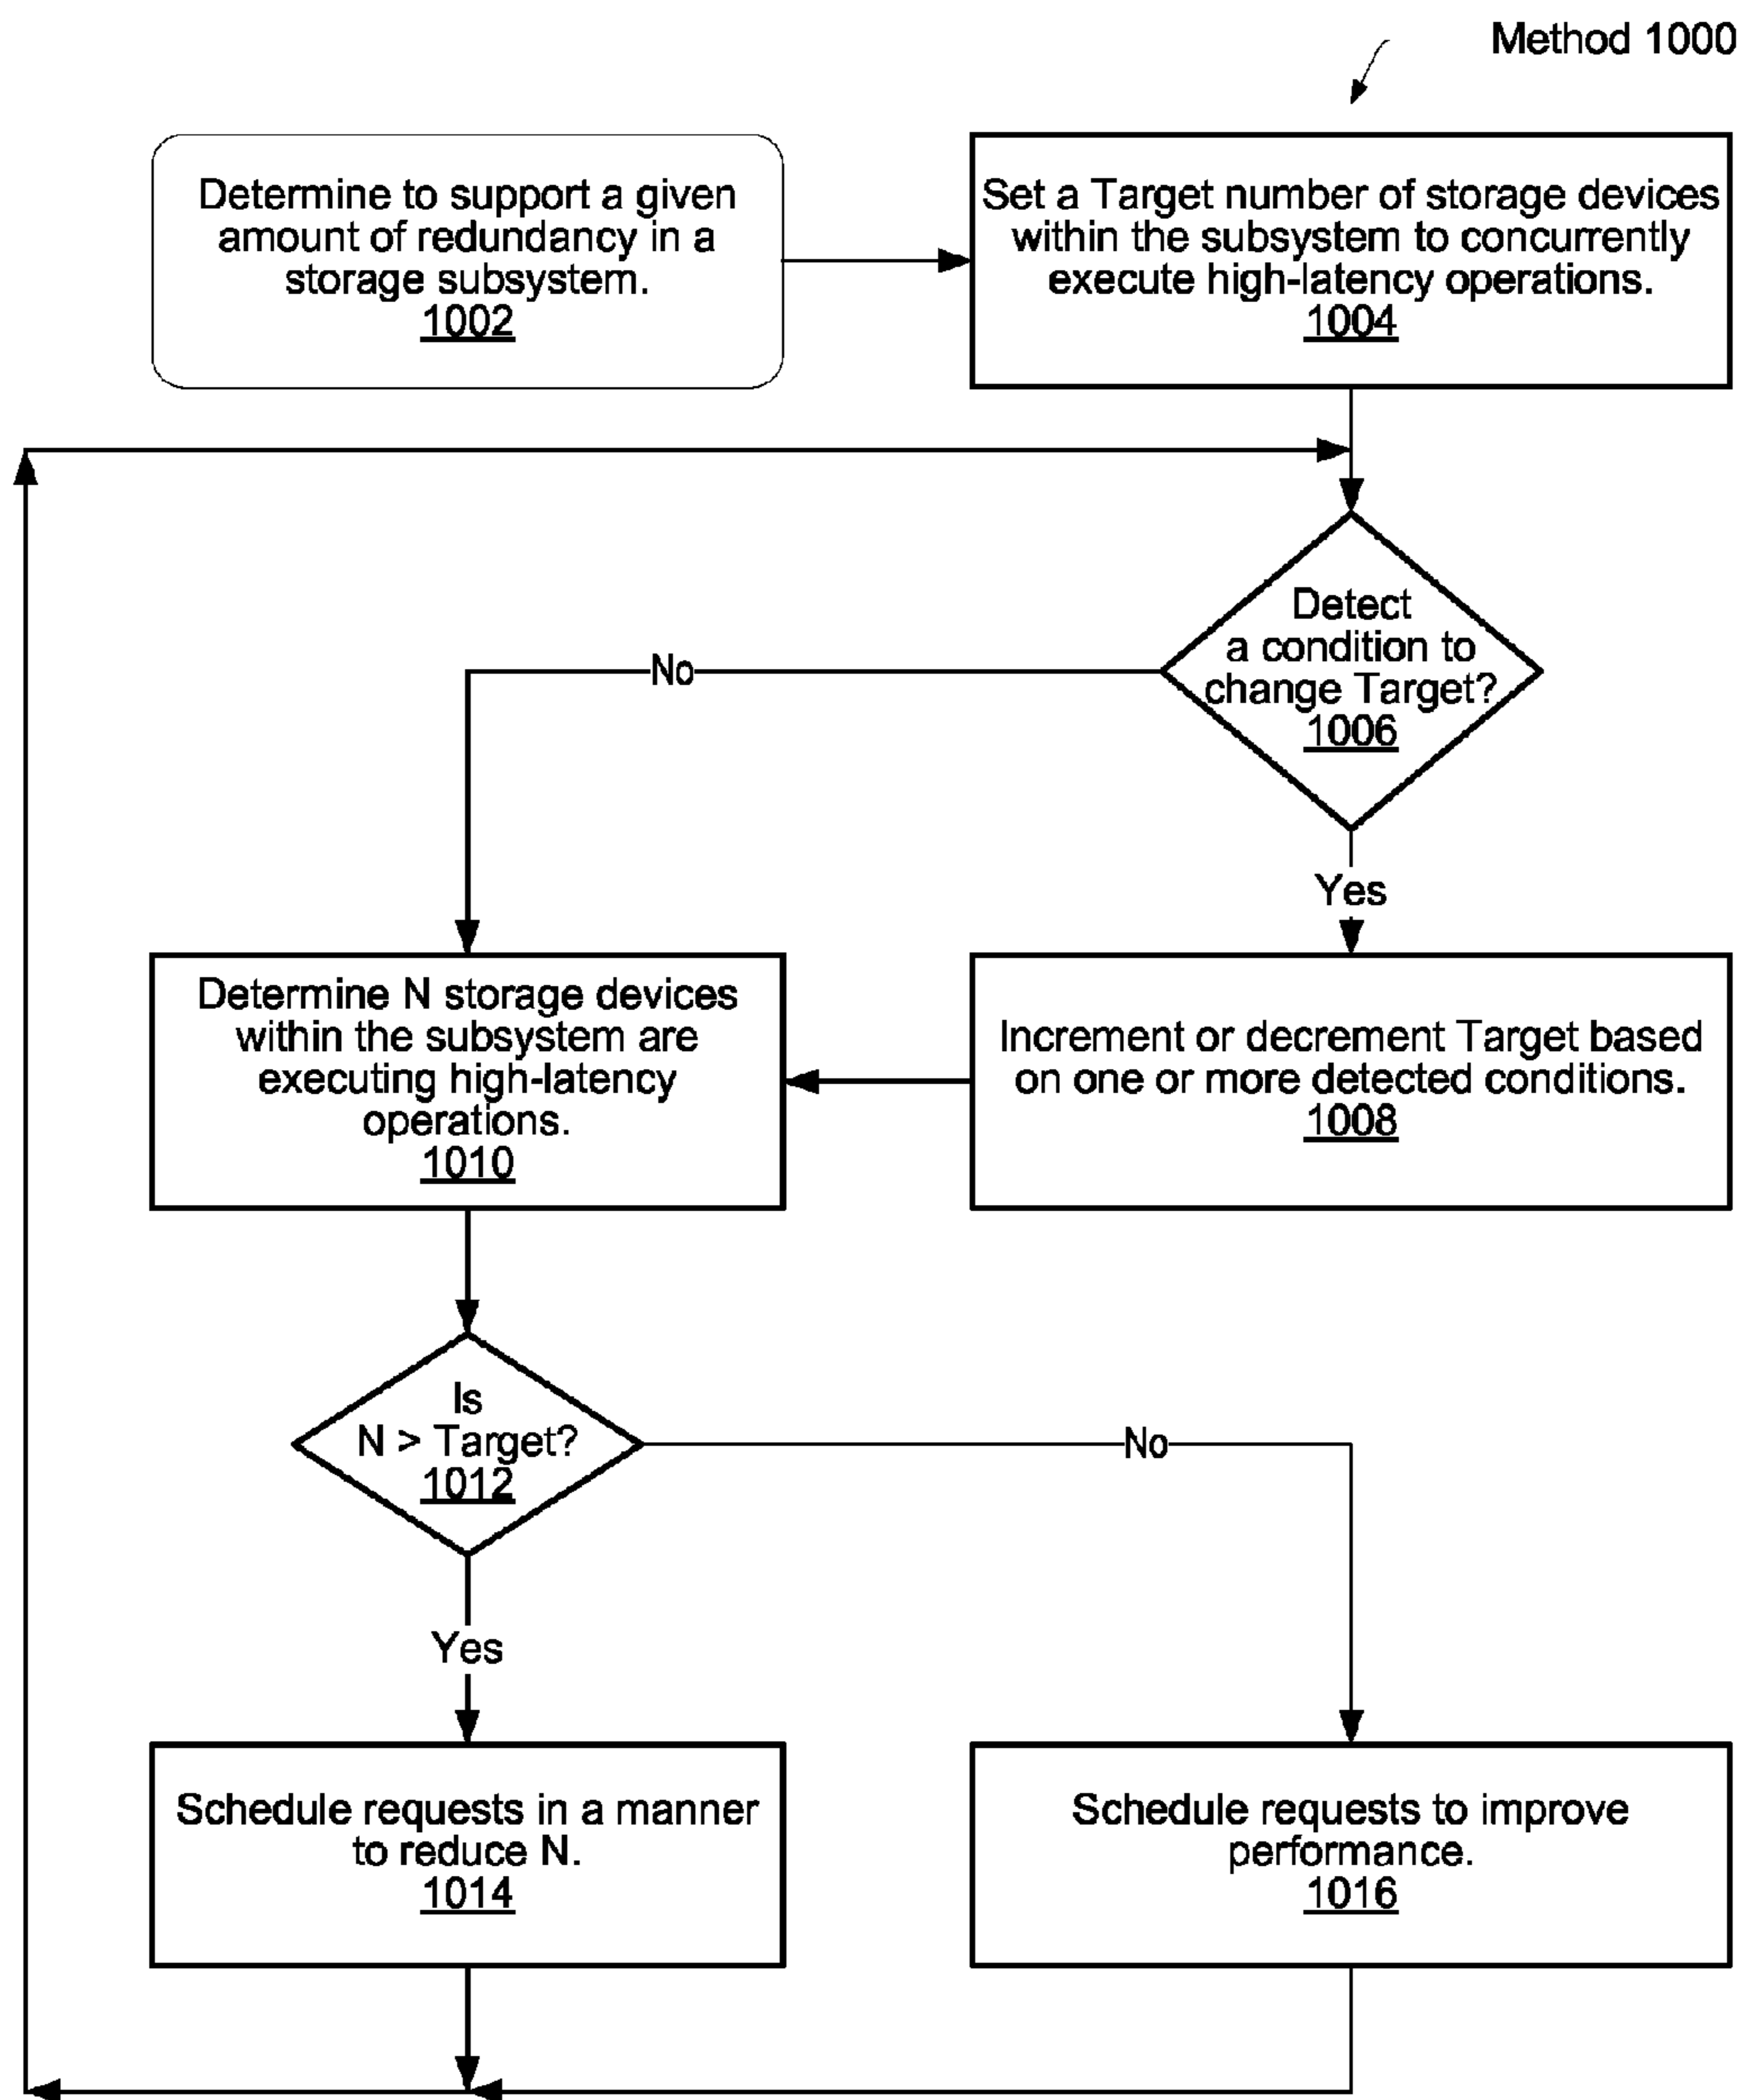 Method 1000
Determine to support a given
amount of redundancy in a
storage subsystem.
1002
Set a Target number of storage devices
within the subsystem to concurrently
execute high-latency operations.
1004
Detect
a condition to
change Target?
1006
No
Yes
Determine N storage devices
within the subsystem are
executing high-latency
operations.
1010
Increment or decrement Target based
on one or more detected conditions.
1008
Is
N > Target?
1012
No
Yes
Schedule requests in a manner
to reduce N.
1014
Schedule requests to improve
performance.
1016